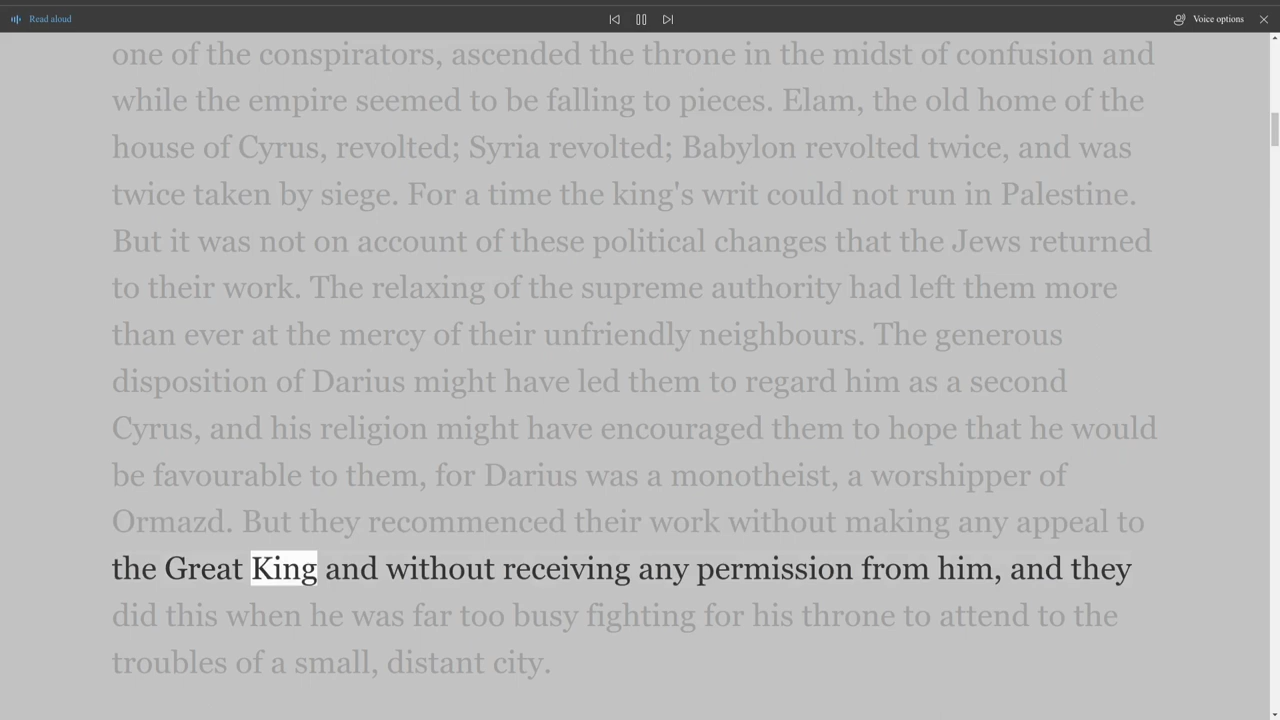 Read aloud
Voice options
one of the conspirators, ascended the throne in the midst of confusion and
while the empire seemed to be falling to pieces. Elam, the old home of the
house of Cyrus, revolted; Syria revolted; Babylon revolted twice, and was
twice taken by siege. For a time the king's writ could not run in Palestine.
But it was not on account of these political changes that the Jews returned
to their work. The relaxing of the supreme authority had left them more
than ever at the mercy of their unfriendly neighbours. The generous
disposition of Darius might have led them to regard him as a second
Cyrus, and his religion might have encouraged them to hope that he would
be favourable to them, for Darius was a monotheist, a worshipper of
Ormazd. But they recommenced their work without making any appeal to
the Great King and without receiving any permission from him, and they
did this when he was far too busy fighting for his throne to attend to the
troubles of a small, distant city.